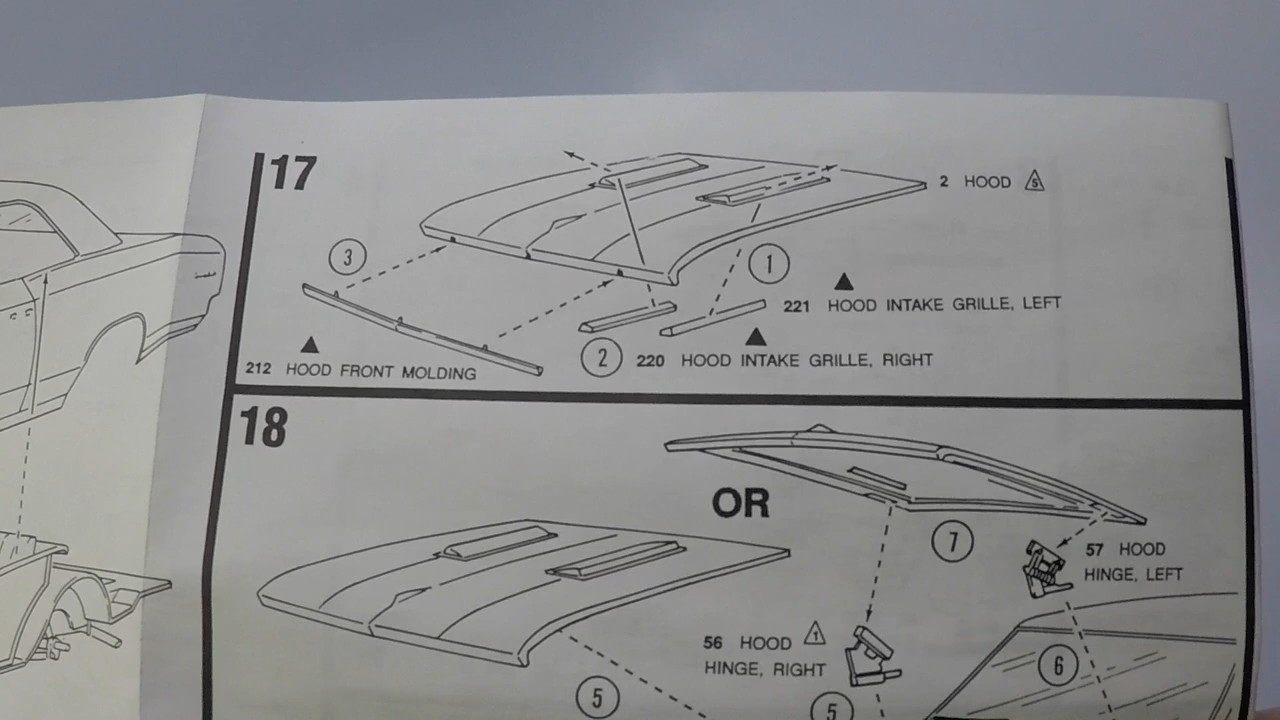 17
2 HOOD 5
3
1
221 HOOD INTAKE GRILLE, LEFT
2
220 HOOD INTAKE GRILLE, RIGHT
212 HOOD FRONT MOLDING
18
OR
7
57 HOOD
HINGE, LEFT
56 HOOD 1
HINGE, RIGHT
6
5
5